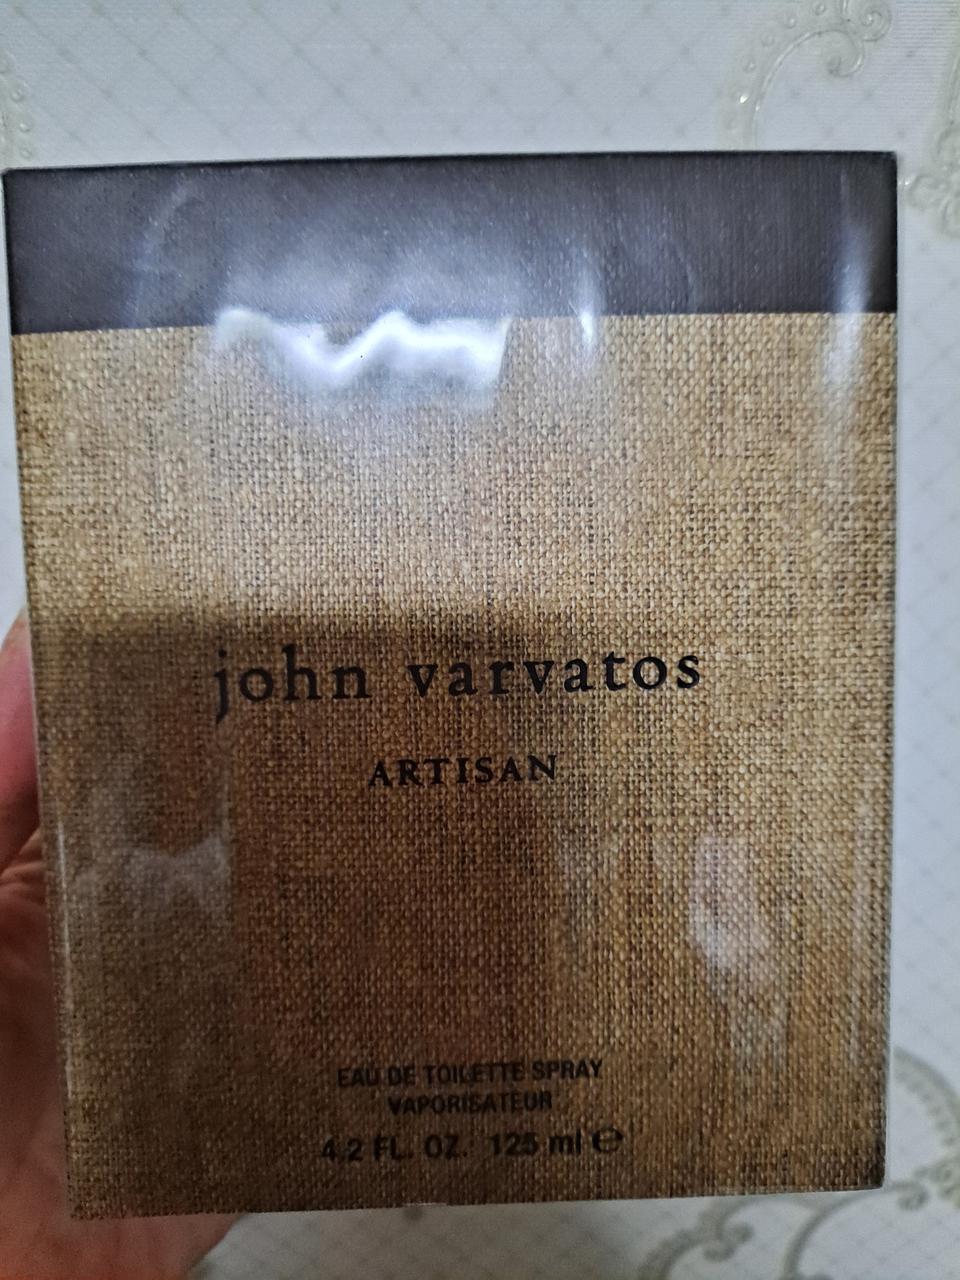 john varvatos
ARTISAN
EAU DE TOILETTE SPRAY
VAPORISATEUR
4.2 FL. OZ. 125 ml ℮